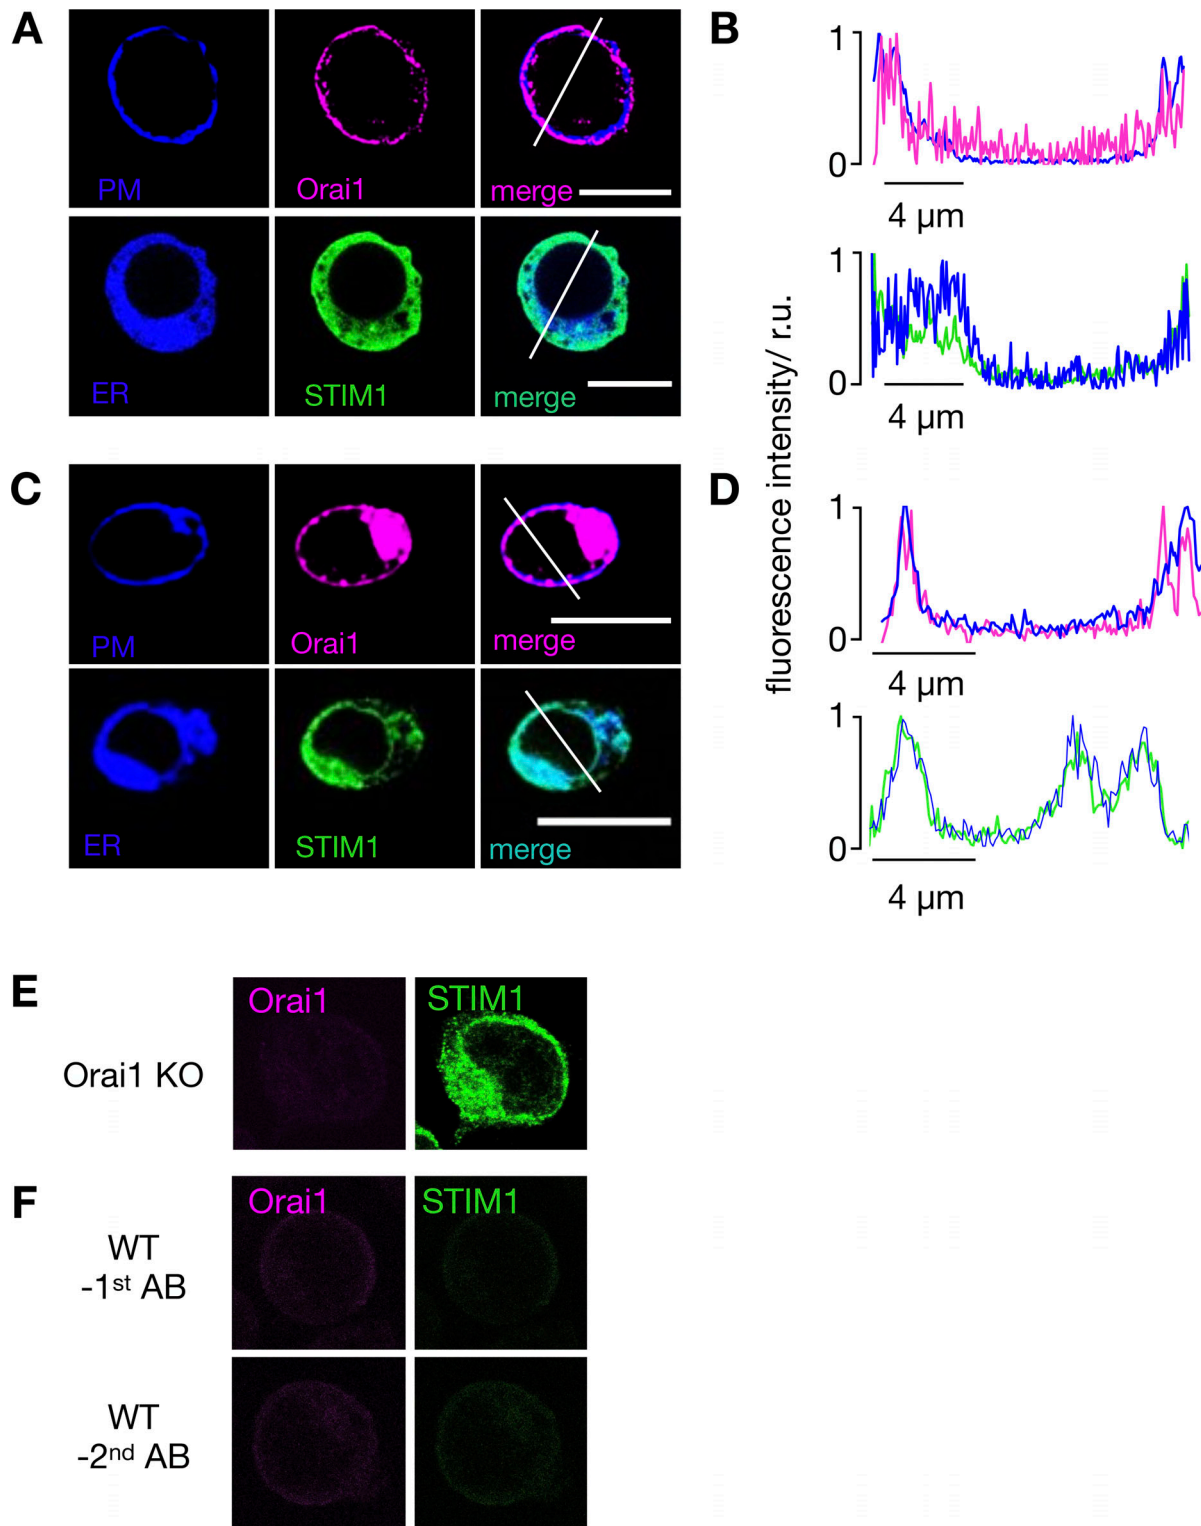 A
PM
Orai1
merge
ER
STIM1
merge
B
1
0
4 µm
1
0
4 µm
fluorescence intensity/ r.u.
C
PM
Orai1
merge
ER
STIM1
merge
D
1
0
4 µm
1
0
4 µm
E
Orai1 KO
Orai1
STIM1
F
WT
-1st AB
Orai1
STIM1
WT
-2nd AB